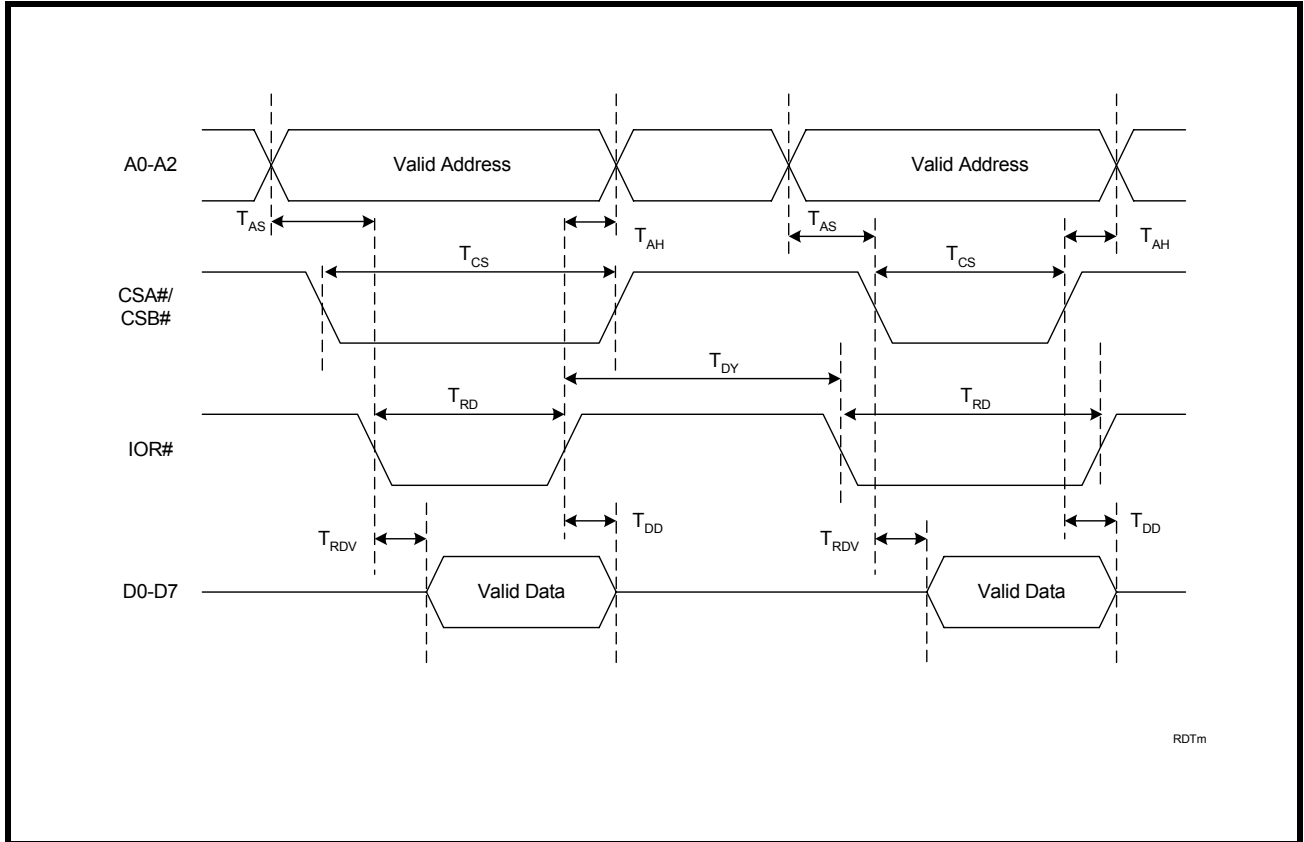 A0-A2
Valid Address
Valid Address
TAS
TAH
TAS
TAH
CSA#/
CSB#
TCS
TCS
TDY
IOR#
TRD
TRD
TRDV
TDD
TRDV
TDD
D0-D7
Valid Data
Valid Data
RDTm